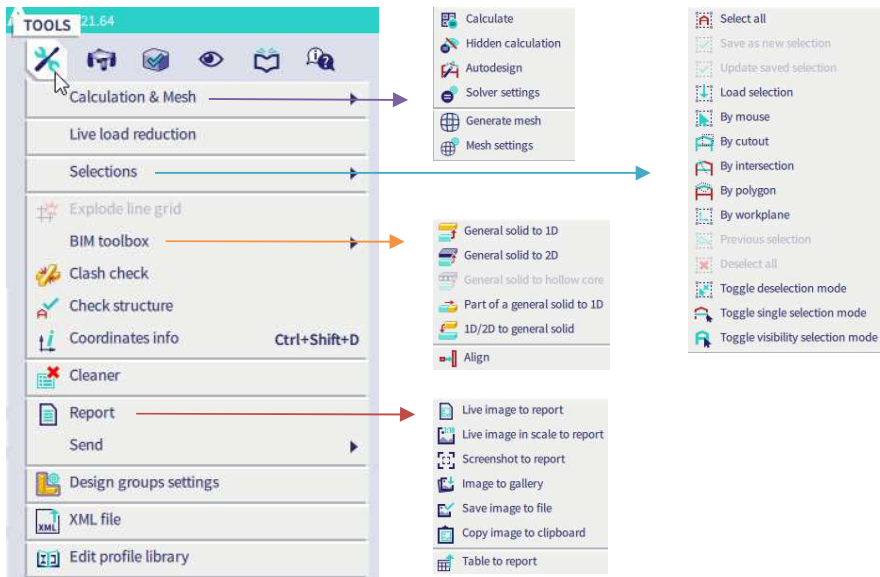 21.64
TOOLS
Calculation & Mesh
Live load reduction
Selections
Explode line grid
BIM toolbox
Clash check
Check structure
Coordinates info Ctrl+Shift+D
Cleaner
Report
Send
Design groups settings
XML file
Edit profile library
Calculate
Hidden calculation
Autodesign
Solver settings
Generate mesh
Mesh settings
General solid to 1D
General solid to 2D
General solid to hollow core
Part of a general solid to 1D
1D/2D to general solid
Align
Live image to report
Live image in scale to report
Screenshot to report
Image to gallery
Save image to file
Copy image to clipboard
Table to report
Select all
Save as new selection
Update saved selection
Load selection
By mouse
By cutout
By intersection
By polygon
By workplane
Previous selection
Deselect all
Toggle deselection mode
Toggle single selection mode
Toggle visibility selection mode